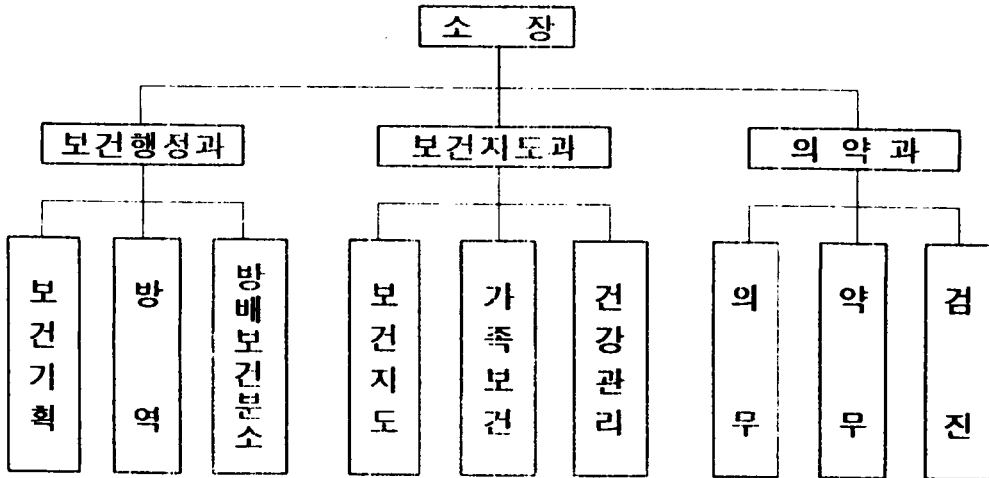 소 장
보건행정과
보건지도과
의 약 과
보건기획
방 역
방배보건분소
보건지도
가족보건
건강관리
의 무
약 무
검 진